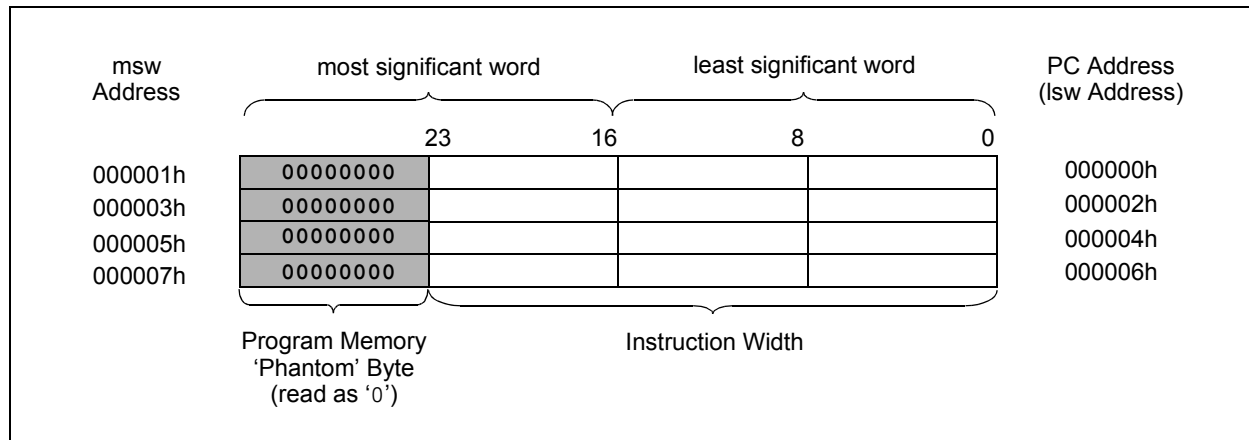 msw
Address
most significant word
least significant word
PC Address
(lsw Address)
23
16
8
0
000001h
00000000
000000h
000003h
00000000
000002h
000005h
00000000
000004h
000007h
00000000
000006h
Program Memory
‘Phantom’ Byte
(read as ‘0’)
Instruction Width